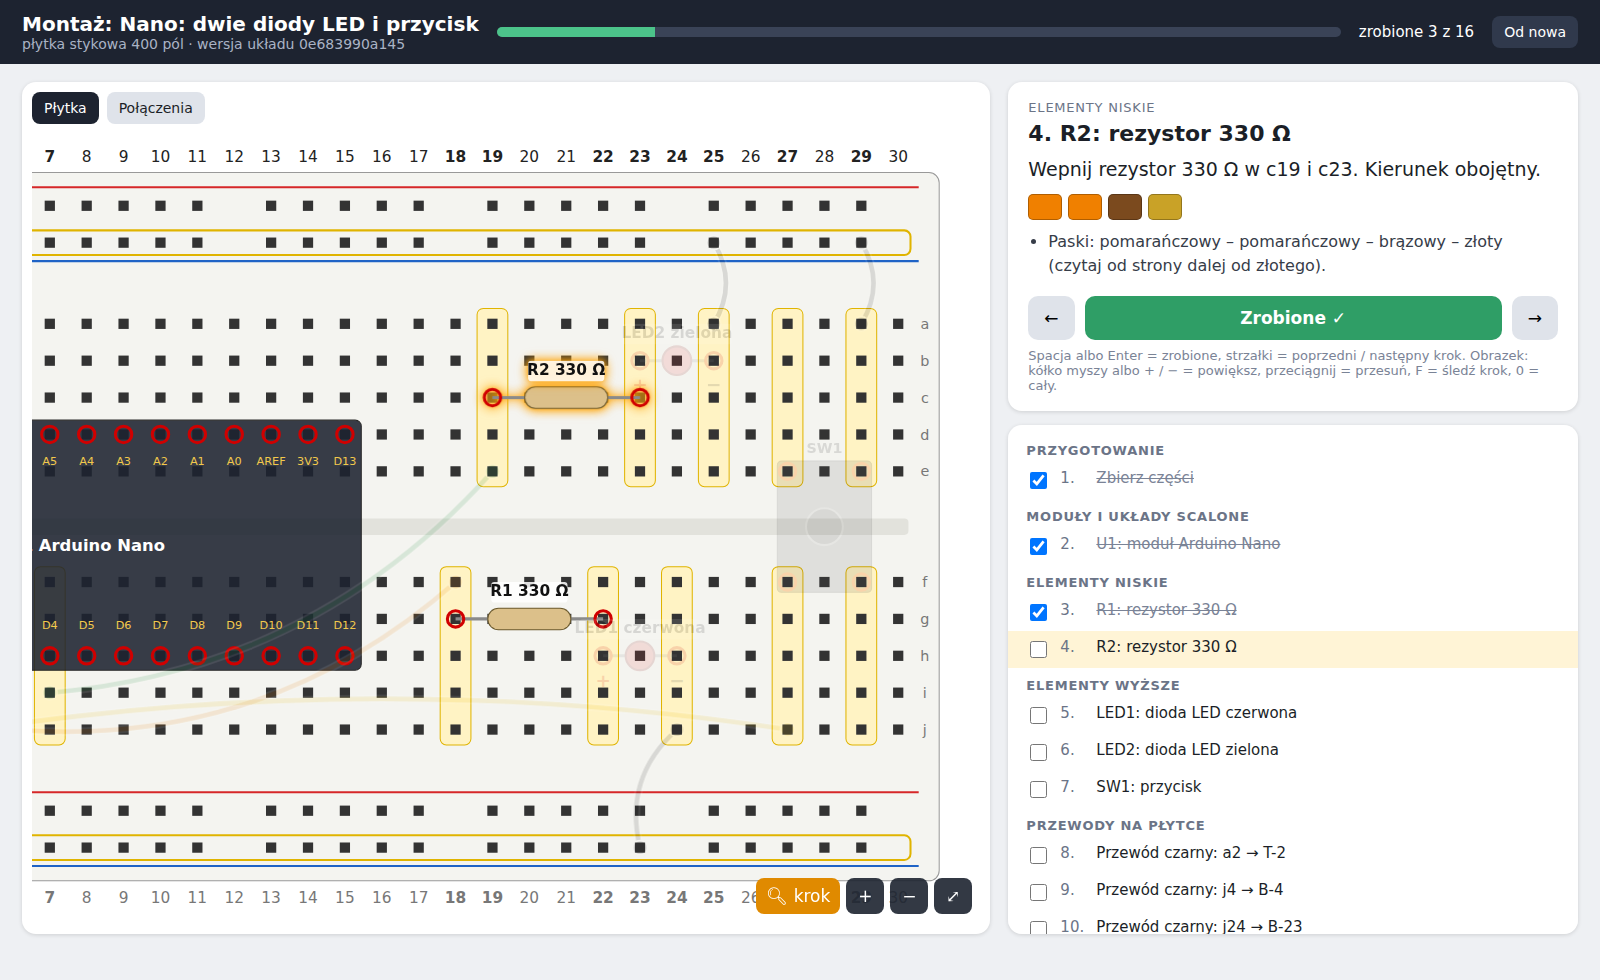 Montaż: Nano: dwie diody LED i przycisk
płytka stykowa 400 pól · wersja układu 0e683990a145
zrobione 3 z 16
Od nowa
Płytka
Połączenia
7 8 9 10 11 12 13 14 15 16 17 18 19 20 21 22 23 24 25 26 27 28 29 30
a
LED2 zielona
b
R2 330 Ω
+ −
c
d
A5 A4 A3 A2 A1 A0 AREF 3V3 D13
SW1
e
Arduino Nano
f
R1 330 Ω
g
D4 D5 D6 D7 D8 D9 D10 D11 D12
LED1 czerwona
h
+ −
i
j
7 8 9 10 11 12 13 14 15 16 17 18 19 20 21 22 23 24 25
krok
+
−
⤢
ELEMENTY NISKIE
4. R2: rezystor 330 Ω
Wepnij rezystor 330 Ω w c19 i c23. Kierunek obojętny.
• Paski: pomarańczowy – pomarańczowy – brązowy – złoty
(czytaj od strony dalej od złotego).
←
Zrobione ✓
→
Spacja albo Enter = zrobione, strzałki = poprzedni / następny krok. Obrazek:
kółko myszy albo + / − = powiększ, przeciągnij = przesuń, F = śledź krok, 0 =
cały.
PRZYGOTOWANIE
1. Zbierz części
MODUŁY I UKŁADY SCALONE
2. U1: moduł Arduino Nano
ELEMENTY NISKIE
3. R1: rezystor 330 Ω
4. R2: rezystor 330 Ω
ELEMENTY WYŻSZE
5. LED1: dioda LED czerwona
6. LED2: dioda LED zielona
7. SW1: przycisk
PRZEWODY NA PŁYTCE
8. Przewód czarny: a2 → T-2
9. Przewód czarny: j4 → B-4
10. Przewód czarny: j24 → B-23